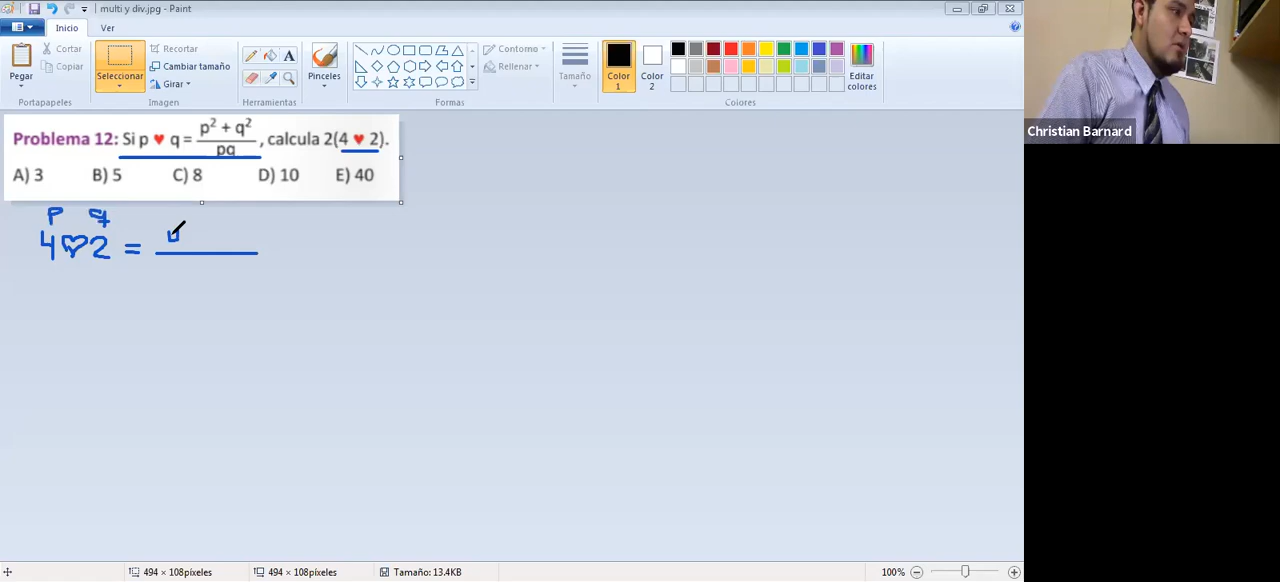 multi y div.jpg - Paint
Inicio Ver
Pegar
Cortar
Copiar
Portapapeles
Seleccionar
Recortar
Cambiar tamaño
Girar
Imagen
A
Herramientas
Pinceles
Contorno
Rellenar
Formas
Tamaño
Color 1
Color 2
Editar colores
Colores
Problema 12: Si p ♥ q = (p² + q²)/pq , calcula 2(4 ♥ 2).
A) 3 B) 5 C) 8 D) 10 E) 40
p q
4♡2 =
Christian Barnard
494 × 108píxeles 494 × 108píxeles Tamaño: 13.4KB 100%